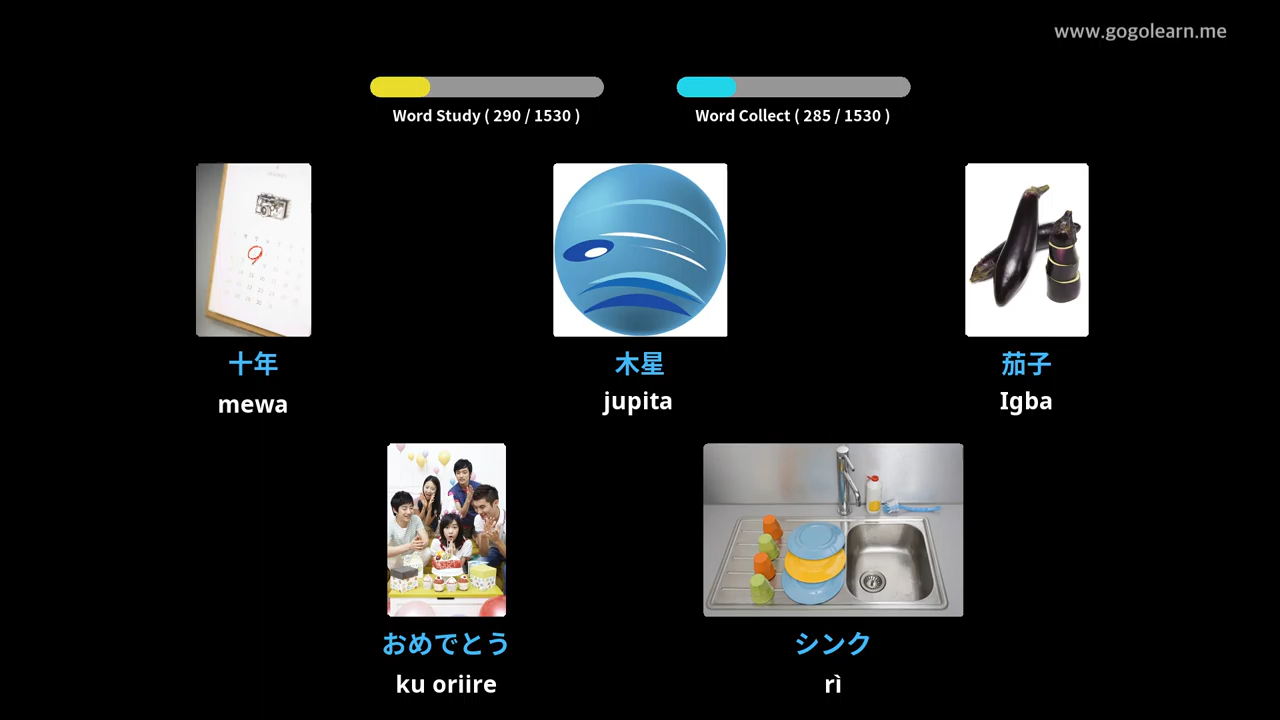 www.gogolearn.me
Word Study ( 290 / 1530 )
Word Collect ( 285 / 1530 )
十年
木星
茄子
mewa
jupita
Igba
おめでとう
シンク
ku oriire
rì